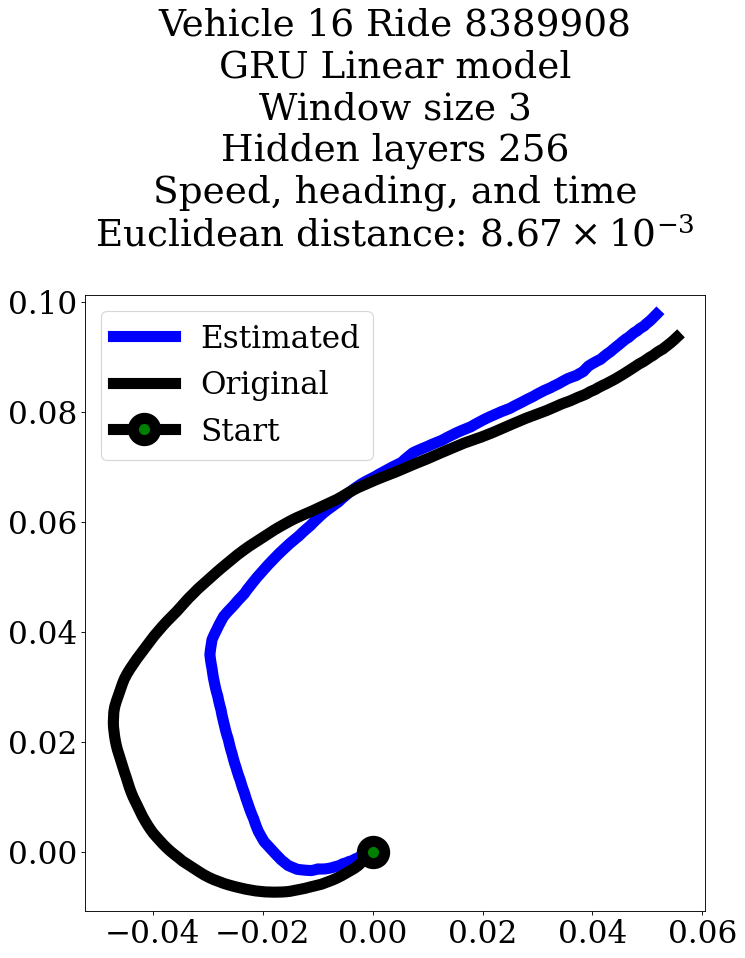 Vehicle 16 Ride 8389908
GRU Linear model
Window size 3
Hidden layers 256
Speed, heading, and time
Euclidean distance: 8.67 × 10⁻³
0.10
0.08
0.06
0.04
0.02
0.00
Estimated
Original
Start
−0.04 −0.02 0.00 0.02 0.04 0.06